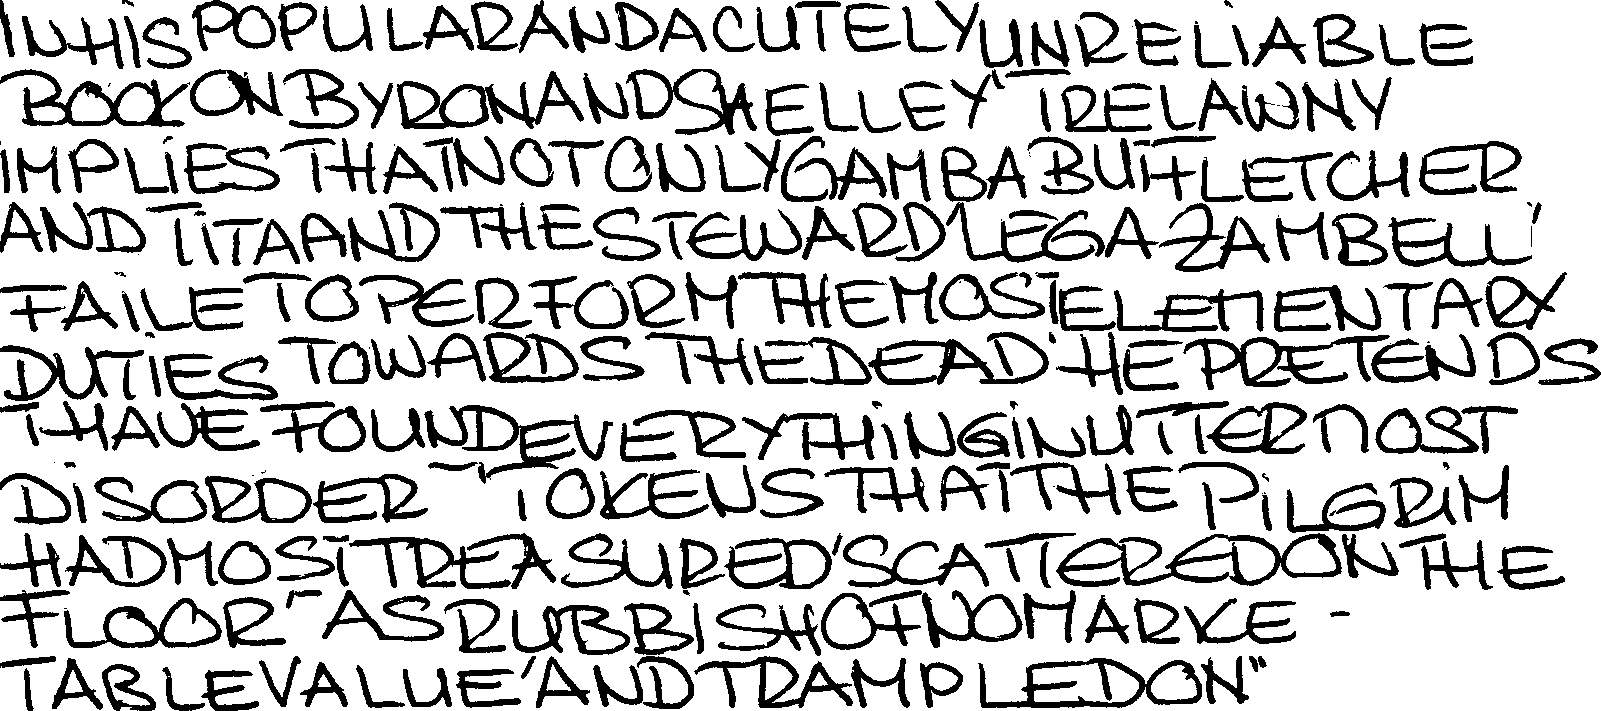 IN HIS POPULAR AND ACUTELY UNRELIABLE
BOOK ON BYRON AND SHELLEY" TRELAWNY
IMPLIES THAT NOT ONLY GAMBA BUT FLETCHER
AND TITA AND THE STEWARD' LEGA ZAMBELLI'
FAILE TO PERFORM THE MOST ELEMENTARY
DUTIES TOWARDS THE DEAD. HE PRETENDS
T HAVE FOUND EVERYTHING IN UTTERMOST
DISORDER - "TOKENS THAT THE PILGRIM
HAD MOST TREASURED' SCATTERED ON THE
FLOOR" - AS RUBBISH OF NO MARKE -
TABLE VALUE' AND TRAMPLED ON"